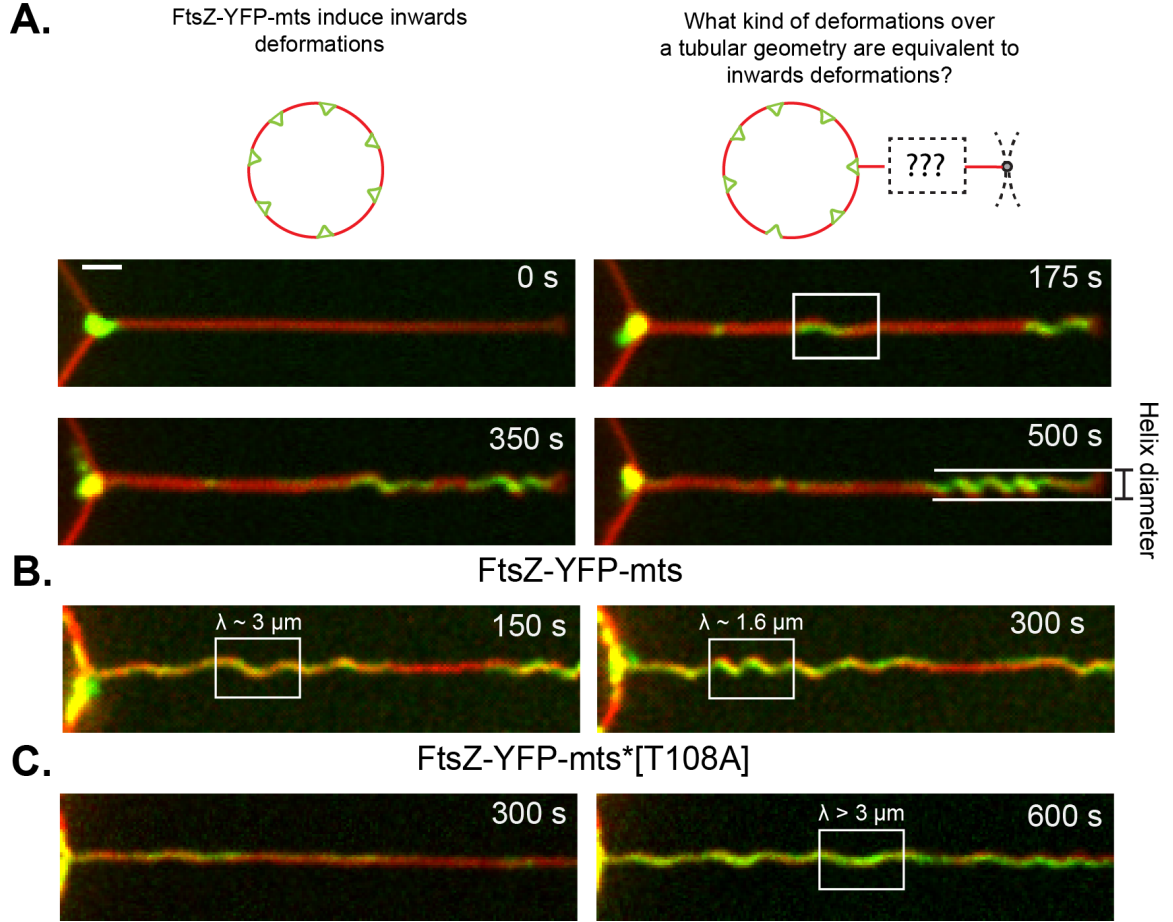 A.
FtsZ-YFP-mts induce inwards
deformations
What kind of deformations over
a tubular geometry are equivalent to
inwards deformations?
???
0 s
175 s
350 s
500 s
Helix diameter
B.
FtsZ-YFP-mts
λ ~ 3 µm
150 s
λ ~ 1.6 µm
300 s
C.
FtsZ-YFP-mts*[T108A]
300 s
λ > 3 µm
600 s